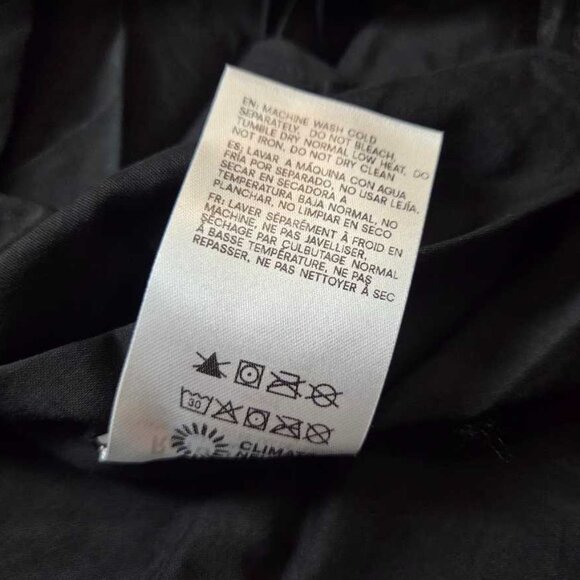 EN: MACHINE WASH COLD
SEPARATELY. DO NOT BLEACH,
TUMBLE DRY, NORMAL LOW HEAT, DO
NOT IRON, DO NOT DRY CLEAN
ES: LAVAR A MÁQUINA CON AGUA
FRÍA POR SEPARADO, NO USAR LEJÍA.
SECAR EN SECADORA A
TEMPERATURA BAJA NORMAL, NO
PLANCHAR. NO LIMPIAR EN SECO
FR: LAVER SÉPARÉMENT À FROID EN
MACHINE, NE PAS JAVELLISER,
SÉCHAGE PAR CULBUTAGE NORMAL
À BASSE TEMPÉRATURE, NE PAS
REPASSER, NE PAS NETTOYER À SEC
30